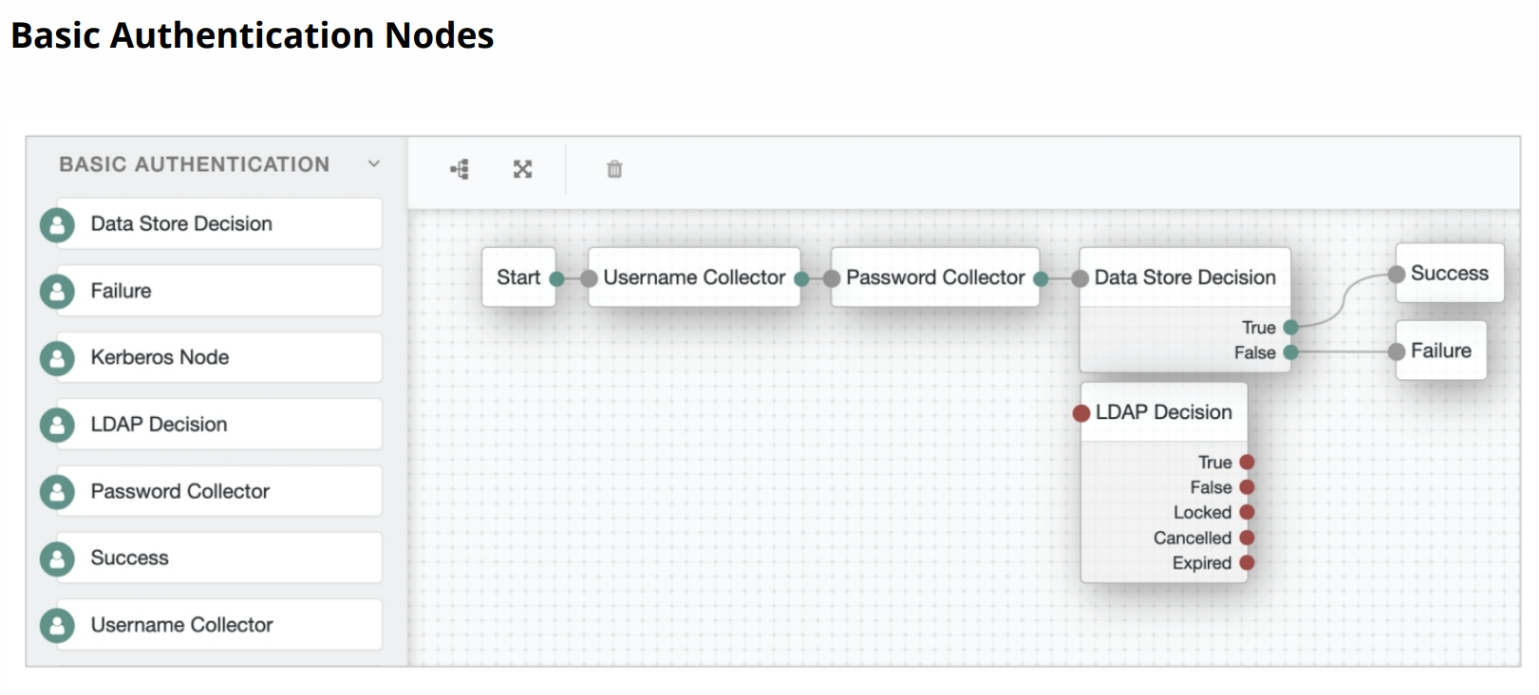 Basic Authentication Nodes
BASIC AUTHENTICATION
Data Store Decision
Failure
Kerberos Node
LDAP Decision
Password Collector
Success
Username Collector
Start
Username Collector
Password Collector
Data Store Decision
True
False
Success
Failure
LDAP Decision
True
False
Locked
Cancelled
Expired